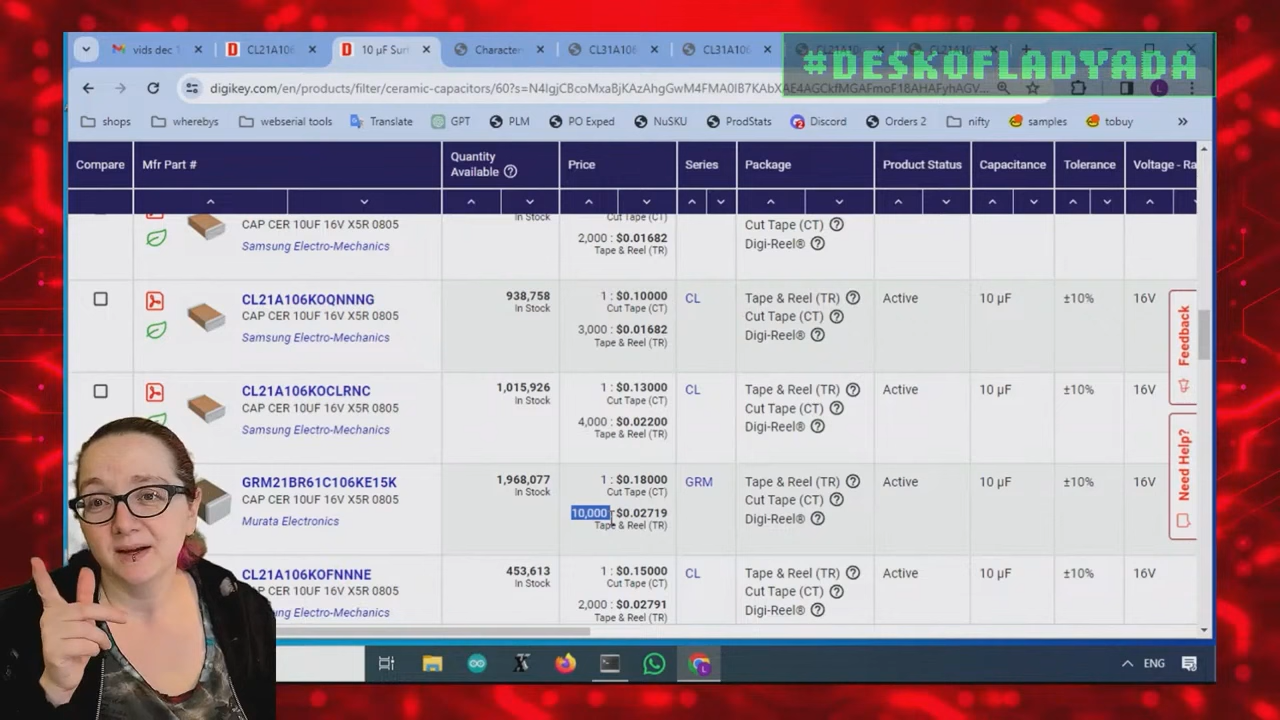 #DESKOFLADYADA
vids dec
CL21A106
10 µF Surf
Character
CL31A106
CL31A106
digikey.com/en/products/filter/ceramic-capacitors/60?s=N4IgjCBcoMxaBjKAzAhgGwM4FMA0IB7KAbXAE4AGCkfMGAFmoF18AHAFyhAGV...
shops
whereby
webserial tools
Translate
GPT
PLM
PO Exped
NuSKU
ProdStats
Discord
Orders 2
nifty
samples
tobuy
Compare
Mfr Part #
Quantity
Available
Price
Series
Package
Product Status
Capacitance
Tolerance
Voltage - Ra
CAP CER 10UF 16V X5R 0805
Samsung Electro-Mechanics
In Stock
Cut Tape (CT)
2,000 : $0.01682
Tape & Reel (TR)
Cut Tape (CT)
Digi-Reel®
CL21A106KOQNNNG
CAP CER 10UF 16V X5R 0805
Samsung Electro-Mechanics
938,758
In Stock
1 : $0.10000
Cut Tape (CT)
3,000 : $0.01682
Tape & Reel (TR)
CL
Tape & Reel (TR)
Cut Tape (CT)
Digi-Reel®
Active
10 µF
±10%
16V
CL21A106KOCLRNC
CAP CER 10UF 16V X5R 0805
Samsung Electro-Mechanics
1,015,926
In Stock
1 : $0.13000
Cut Tape (CT)
4,000 : $0.02200
Tape & Reel (TR)
CL
Tape & Reel (TR)
Cut Tape (CT)
Digi-Reel®
Active
10 µF
±10%
16V
GRM21BR61C106KE15K
CAP CER 10UF 16V X5R 0805
Murata Electronics
1,968,077
In Stock
1 : $0.18000
Cut Tape (CT)
10,000 : $0.02719
Tape & Reel (TR)
GRM
Tape & Reel (TR)
Cut Tape (CT)
Digi-Reel®
Active
10 µF
±10%
16V
CL21A106KOFNNNE
CAP CER 10UF 16V X5R 0805
Samsung Electro-Mechanics
453,613
In Stock
1 : $0.15000
Cut Tape (CT)
2,000 : $0.02791
Tape & Reel (TR)
CL
Tape & Reel (TR)
Cut Tape (CT)
Digi-Reel®
Active
10 µF
±10%
16V
Feedback
Need Help?
ENG